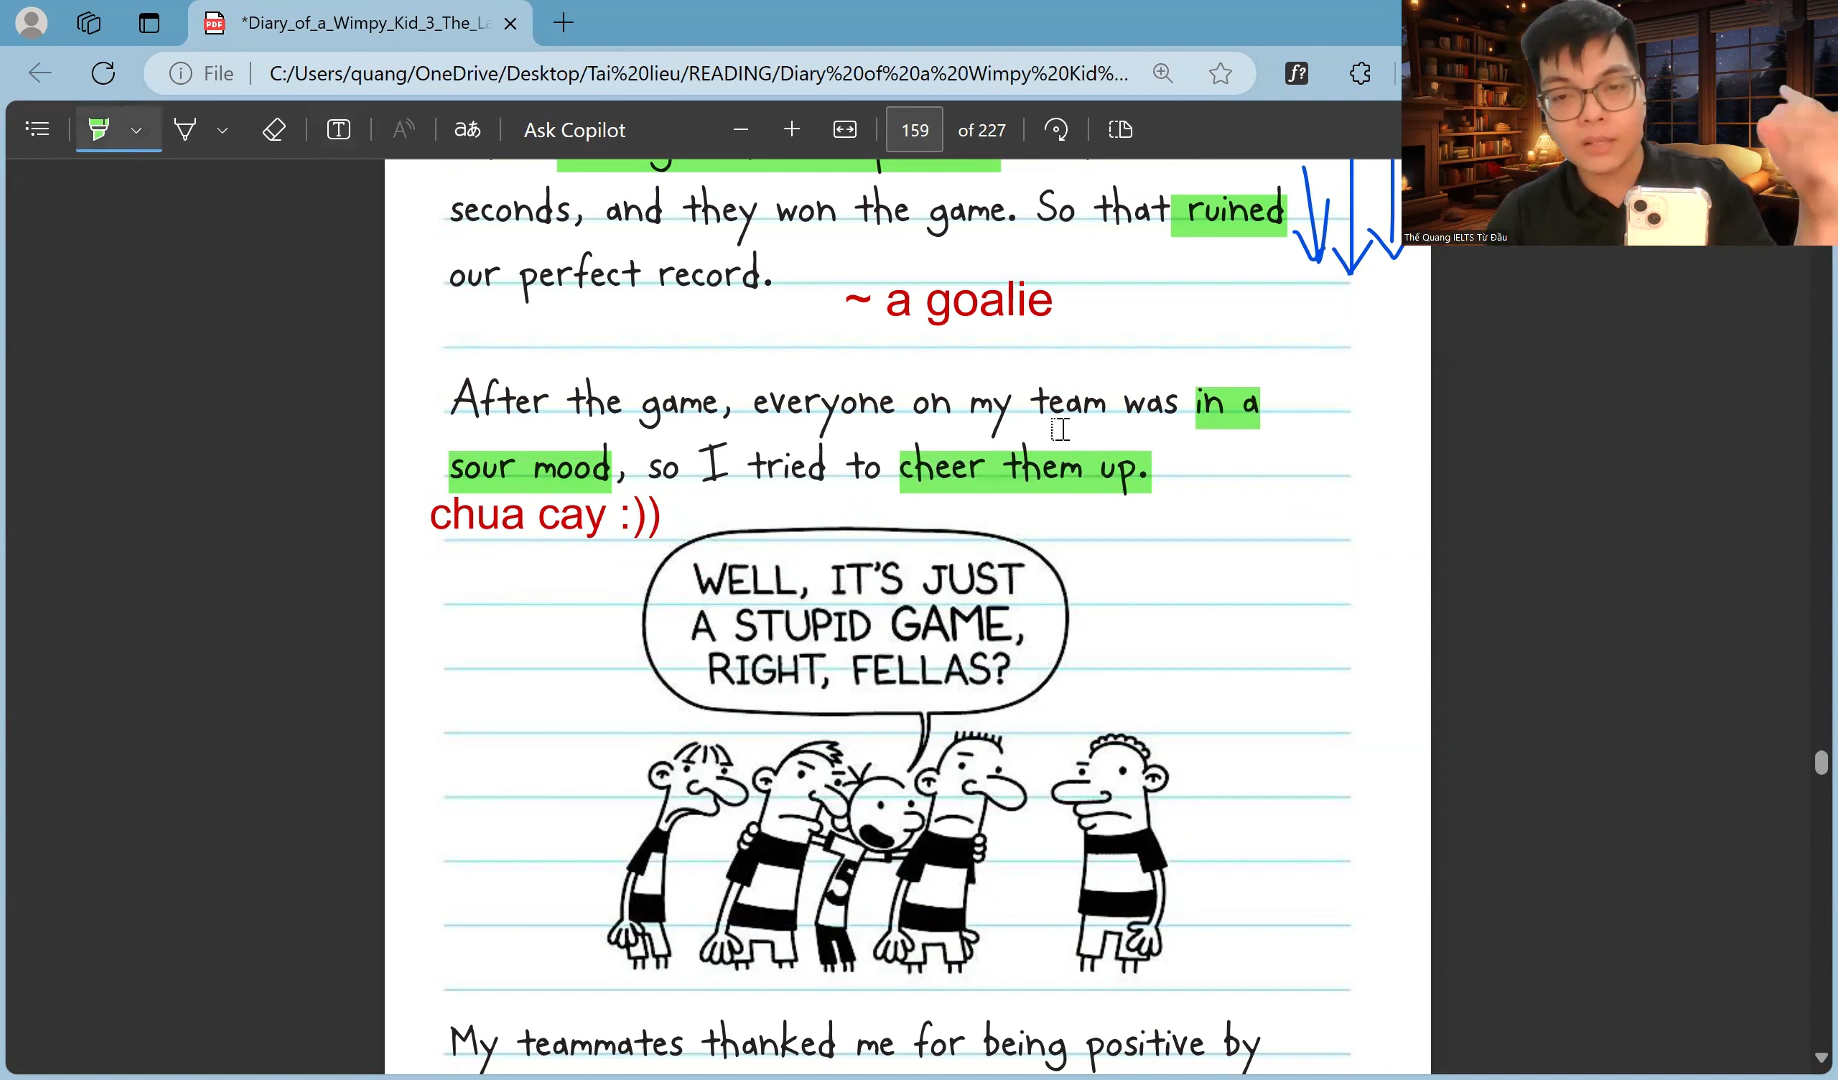 *Diary_of_a_Wimpy_Kid_3_The_La
File
C:/Users/quang/OneDrive/Desktop/Tai%20lieu/READING/Diary%20of%20a%20Wimpy%20Kid%...
f?
Ask Copilot
159 of 227
Thế Quang IELTS Từ Đầu
seconds, and they won the game. So that ruined
our perfect record.
~ a goalie
After the game, everyone on my team was in a
sour mood, so I tried to cheer them up.
chua cay :))
WELL, IT'S JUST
A STUPID GAME,
RIGHT, FELLAS?
5
My teammates thanked me for being positive by